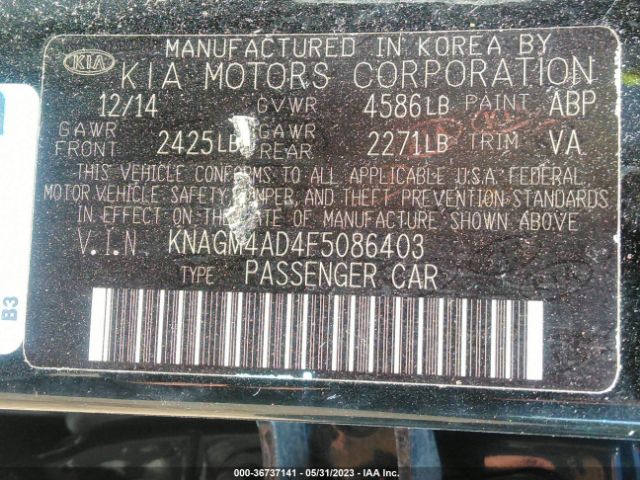 MANUFACTURED IN KOREA BY
KIA KIA MOTORS CORPORATION
12/14 GVWR 4586LB PAINT ABP
GAWR FRONT 2425LB GAWR REAR 2271LB TRIM VA
THIS VEHICLE CONFORMS TO ALL APPLICABLE U.S.A. FEDERAL
MOTOR VEHICLE SAFETY, BUMPER, AND THEFT PREVENTION STANDARDS
IN EFFECT ON THE DATE OF MANUFACTURE SHOWN ABOVE.
V.I.N. KNAGM4AD4F5086403
TYPE PASSENGER CAR
B3
000-36737141 - 05/31/2023 - IAA Inc.